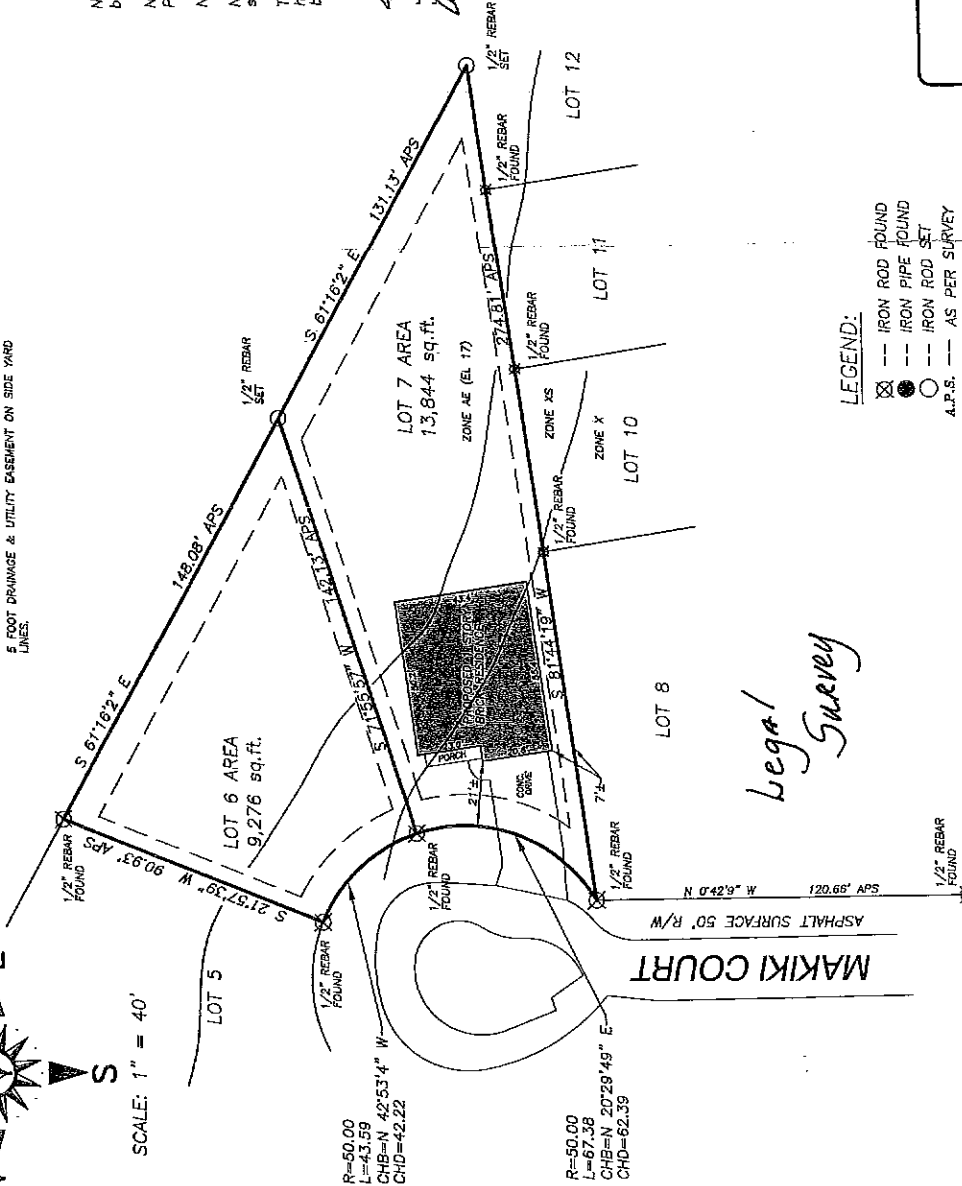 5 FOOT DRAINAGE & UTILITY EASEMENT ON SIDE YARD
LINES.
S
SCALE: 1" = 40'
1/2" REBAR
FOUND
S 61°16'2" E
148.08' APS
1/2" REBAR
SET
S 61°16'2" E
131.13' APS
1/2" REBAR
SET
S 21°57'39" W
90.93' APS
LOT 6 AREA
9,276 sq.ft.
S 71°55'57" W
142.13' APS
LOT 7 AREA
13,844 sq.ft.
ZONE AE (EL 17)
LOT 5
1/2" REBAR
FOUND
1/2" REBAR
FOUND
PORCH
21'±
CONC.
DRIVE
PROPOSED 1 STORY
BRICK RESIDENCE
S 81°44'19" W
274.81' APS
7'±
1/2" REBAR
FOUND
1/2" REBAR
FOUND
1/2" REBAR
FOUND
1/2" REBAR
FOUND
ZONE XS
ZONE X
LOT 10
LOT 11
LOT 12
LOT 8
R=50.00
L=43.59
CHB=N 42°53'4" W
CHD=42.22
R=50.00
L=67.38
CHB=N 20°29'49" E
CHD=62.39
MAKIKI COURT
ASPHALT SURFACE 50' R/W
N 0°42'9" W
120.66' APS
1/2" REBAR
FOUND
Legal
Survey
LEGEND:
--- IRON ROD FOUND
--- IRON PIPE FOUND
--- IRON ROD SET
A.P.S. --- AS PER SURVEY